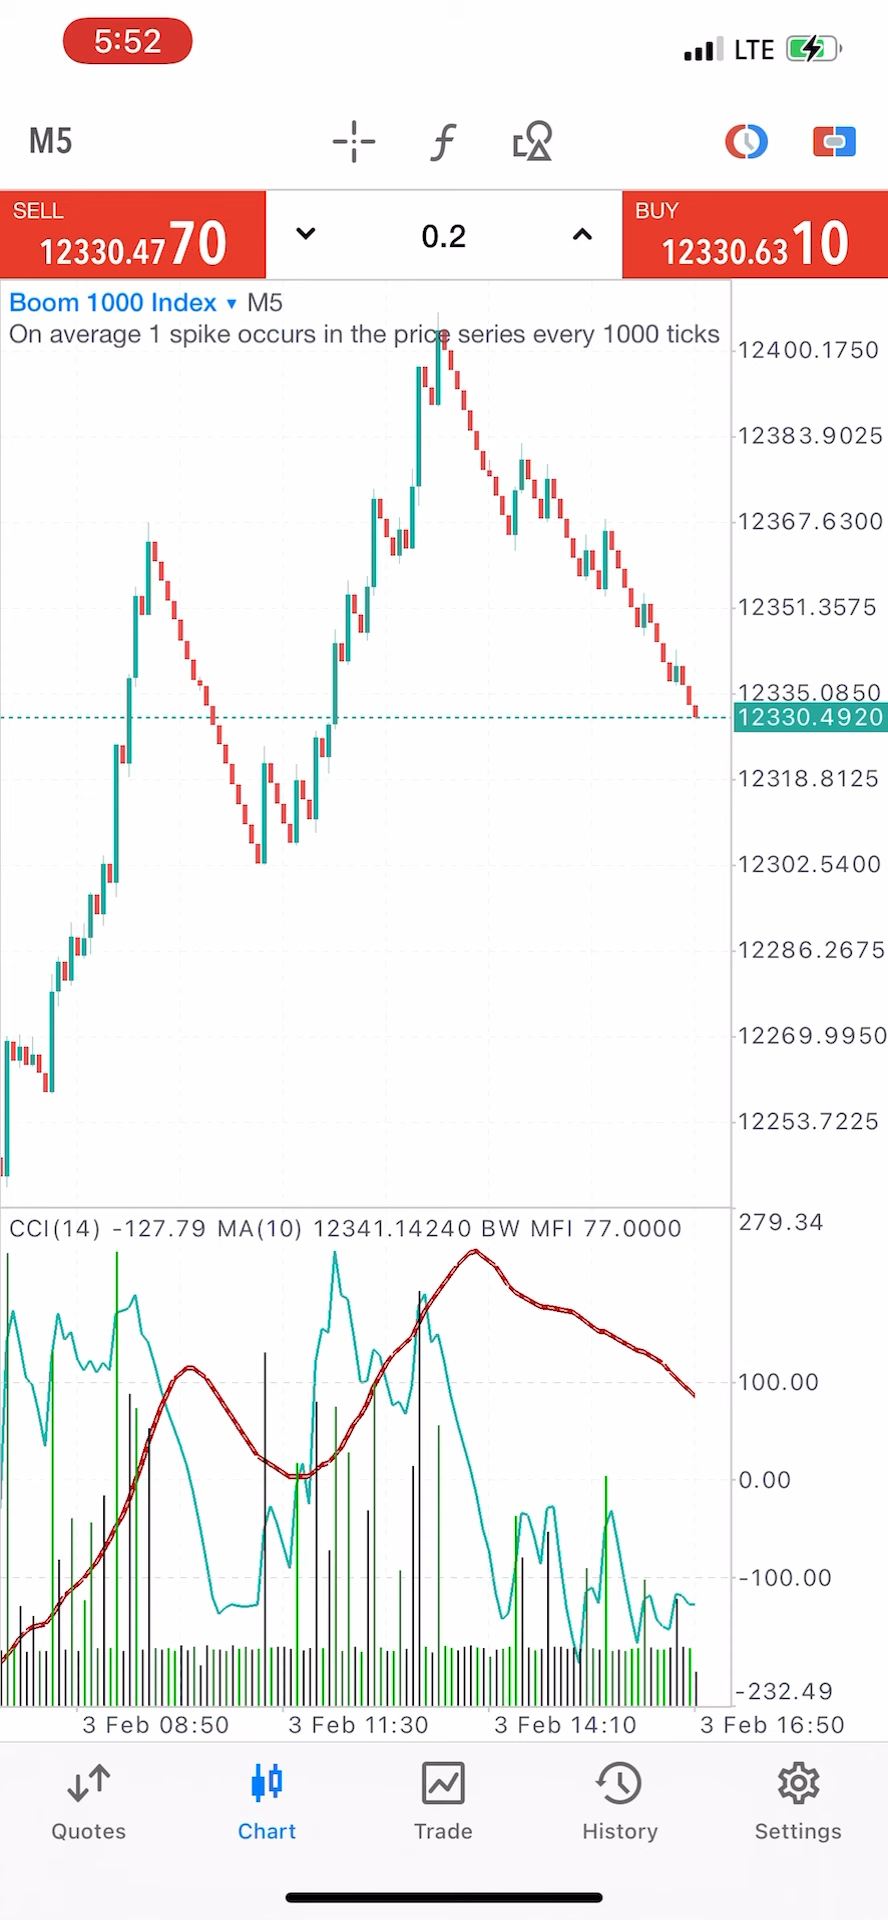 5:52
LTE
M5
SELL
12330.4770
0.2
BUY
12330.6310
Boom 1000 Index ▾ M5
On average 1 spike occurs in the price series every 1000 ticks
12400.1750
12383.9025
12367.6300
12351.3575
12335.0850
12330.4920
12318.8125
12302.5400
12286.2675
12269.9950
12253.7225
CCI(14) -127.79 MA(10) 12341.14240 BW MFI 77.0000
279.34
100.00
0.00
-100.00
-232.49
3 Feb 08:50
3 Feb 11:30
3 Feb 14:10
3 Feb 16:50
Quotes
Chart
Trade
History
Settings